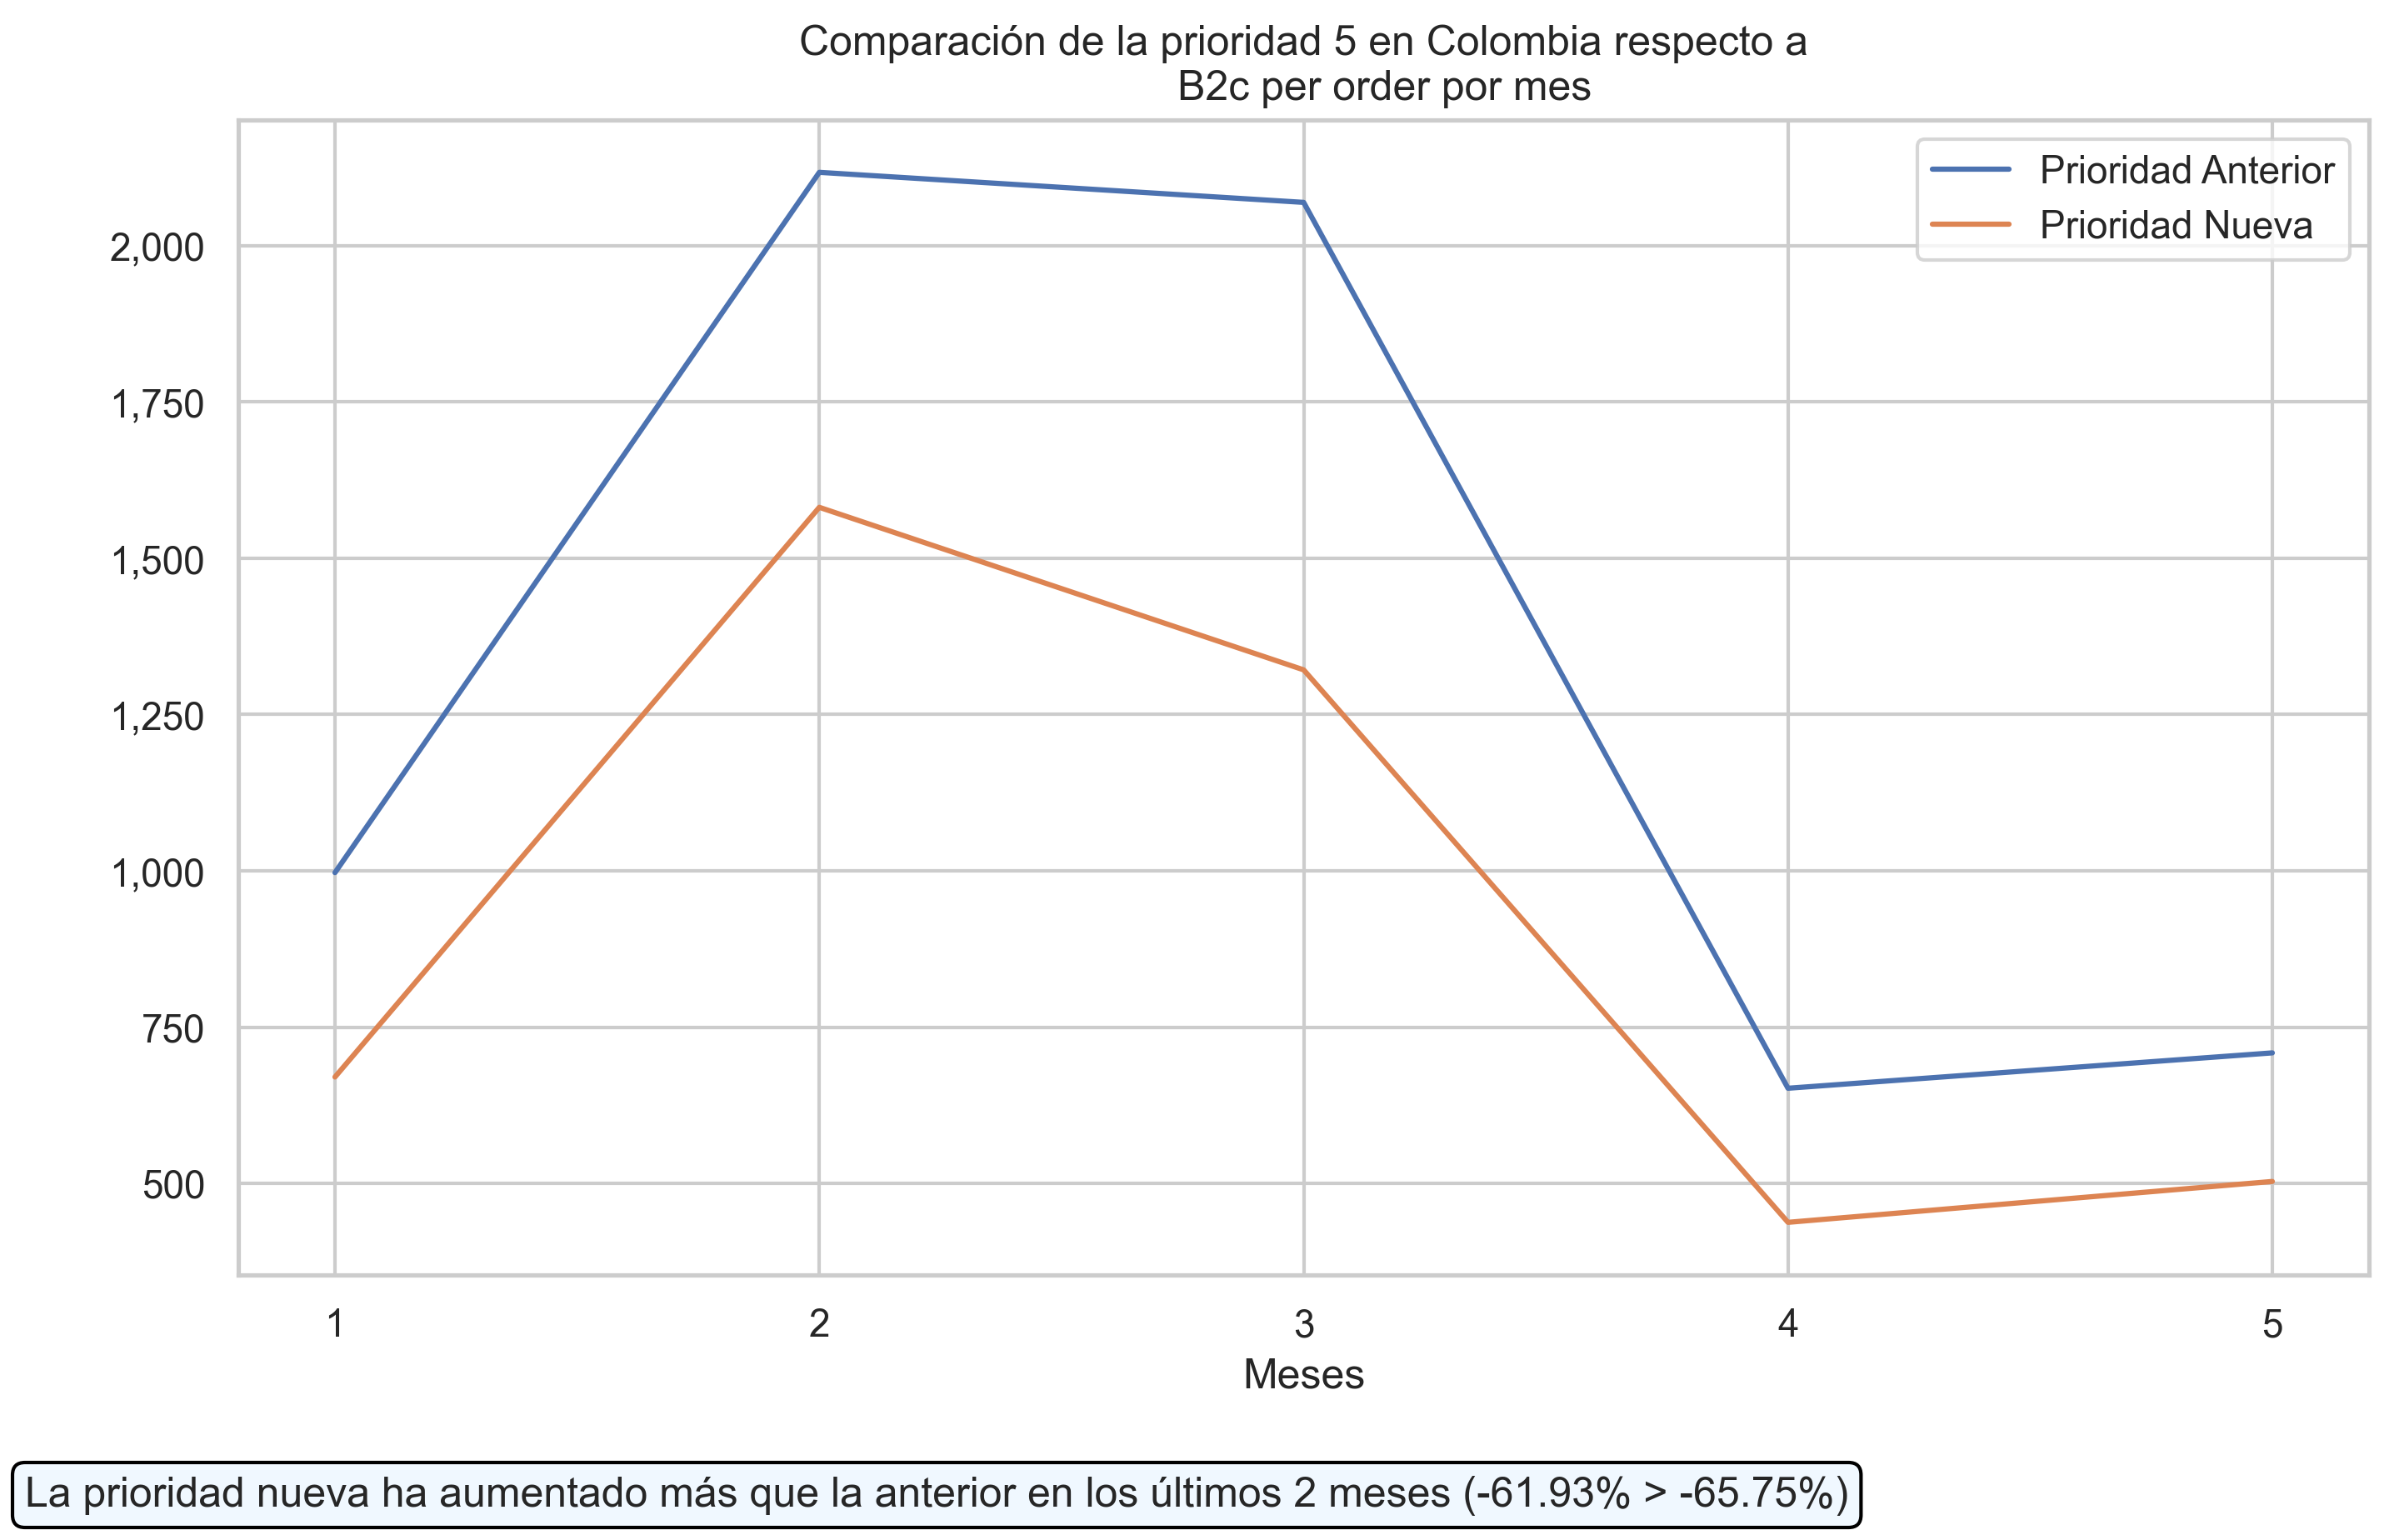 Comparación de la prioridad 5 en Colombia respecto a
B2c per order por mes
Prioridad Anterior
Prioridad Nueva
2,000
1,750
1,500
1,250
1,000
750
500
1 2 3 4 5
Meses
La prioridad nueva ha aumentado más que la anterior en los últimos 2 meses (-61.93% > -65.75%)